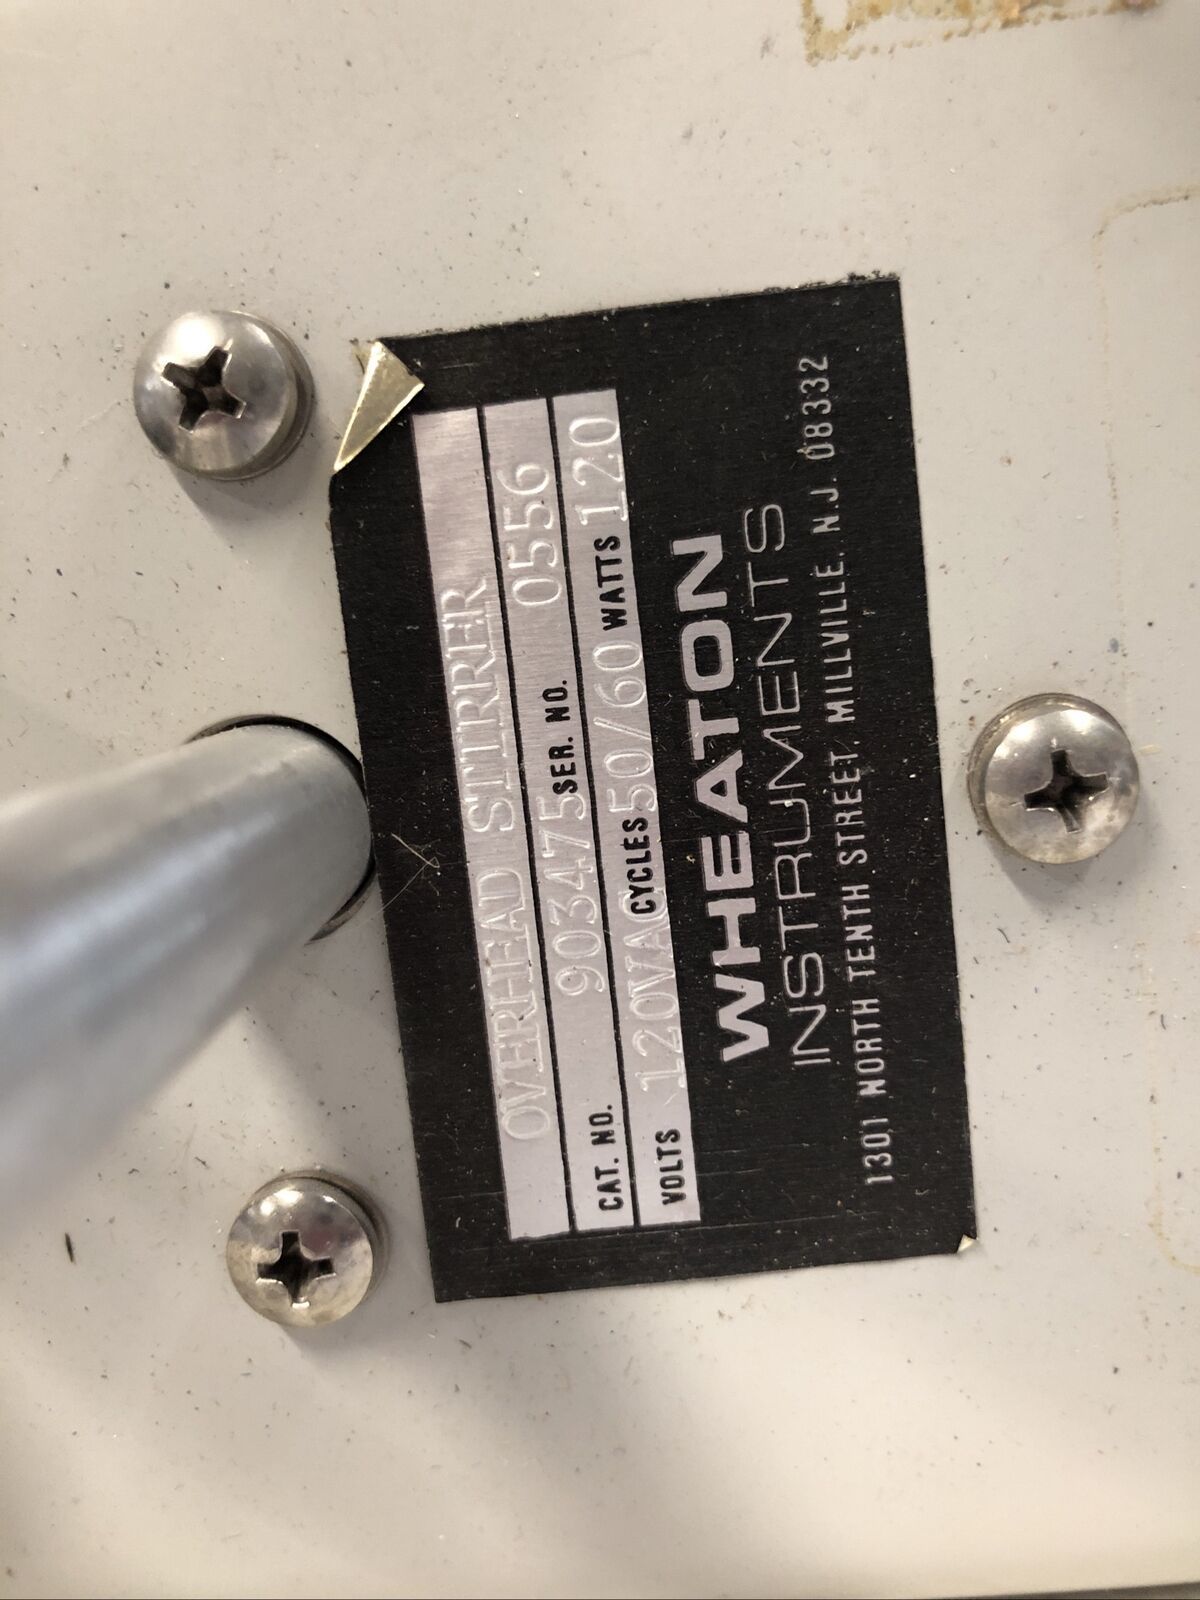 OVERHEAD STIRRER
CAT. NO. 903475 SER. NO. 0556
VOLTS 120VAC CYCLES 50/60 WATTS 120
WHEATON
INSTRUMENTS
1301 NORTH TENTH STREET, MILLVILLE, N.J. 08332